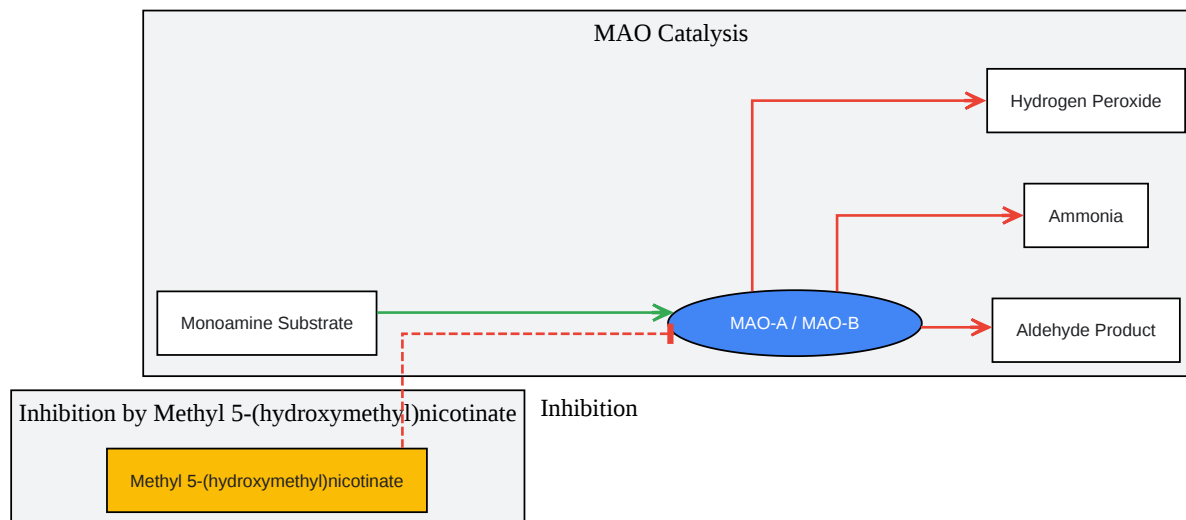 MAO Catalysis
Hydrogen Peroxide
Ammonia
Monoamine Substrate
MAO-A / MAO-B
Aldehyde Product
Inhibition by Methyl 5-(hydroxymethyl)nicotinate
Inhibition
Methyl 5-(hydroxymethyl)nicotinate